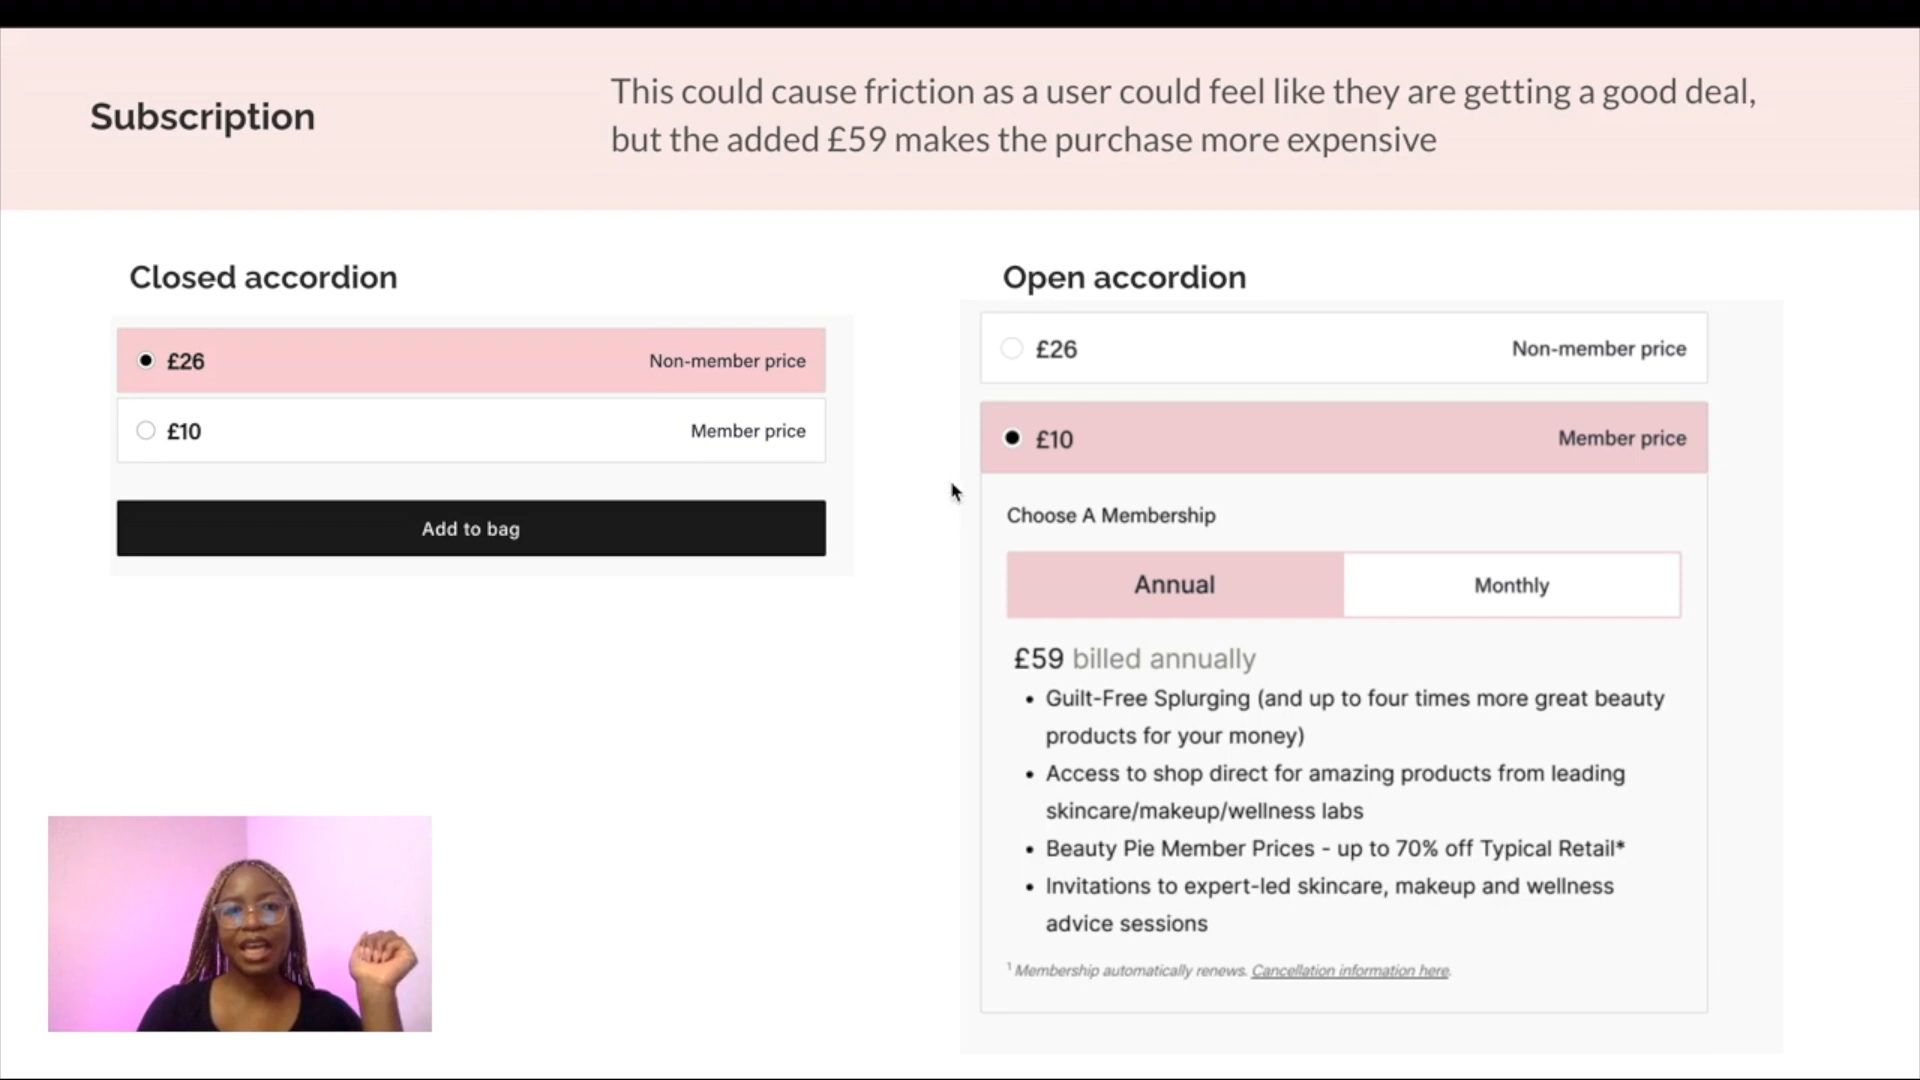 Subscription
This could cause friction as a user could feel like they are getting a good deal,
but the added £59 makes the purchase more expensive
Closed accordion
£26 Non-member price
£10 Member price
Add to bag
Open accordion
£26 Non-member price
£10 Member price
Choose A Membership
Annual Monthly
£59 billed annually
• Guilt-Free Splurging (and up to four times more great beauty
products for your money)
• Access to shop direct for amazing products from leading
skincare/makeup/wellness labs
• Beauty Pie Member Prices - up to 70% off Typical Retail*
• Invitations to expert-led skincare, makeup and wellness
advice sessions
¹ Membership automatically renews. Cancellation information here.